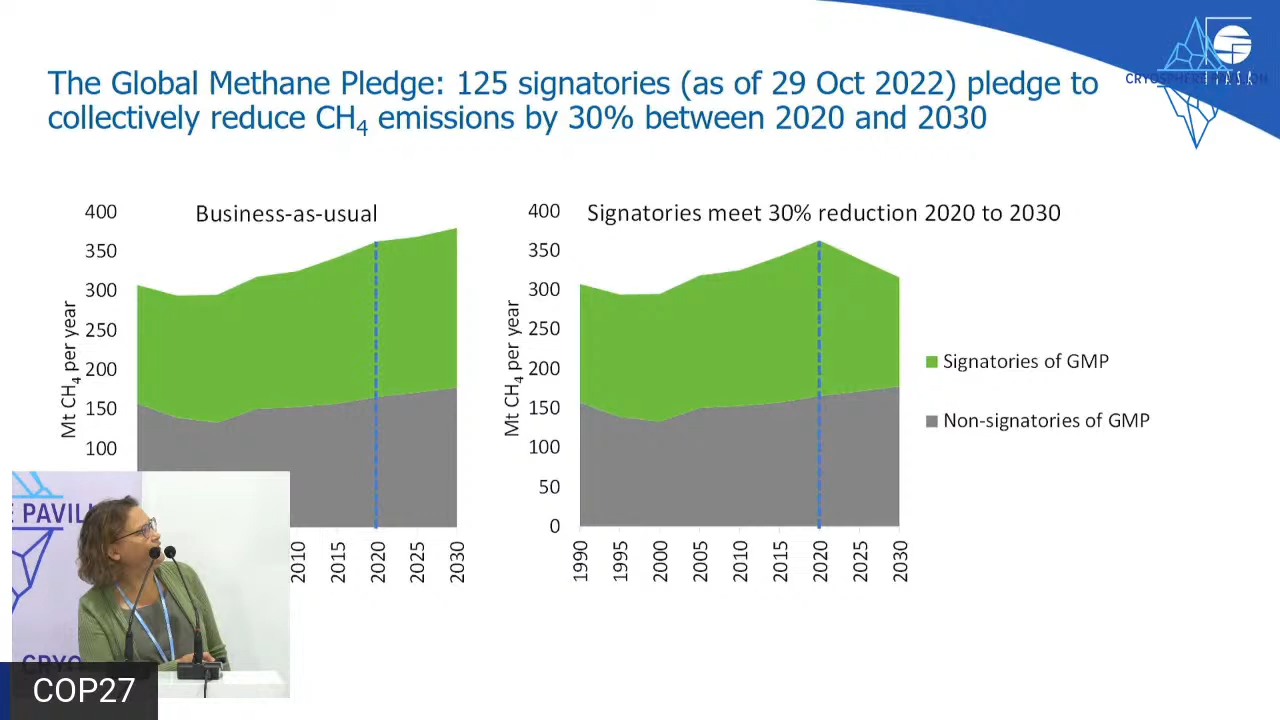 CRYOSPHERE PAVILION
IIASA
The Global Methane Pledge: 125 signatories (as of 29 Oct 2022) pledge to
collectively reduce CH4 emissions by 30% between 2020 and 2030
Business-as-usual
400
350
300
250
200
150
100
Mt CH4 per year
2010
2015
2020
2025
2030
Signatories meet 30% reduction 2020 to 2030
400
350
300
250
200
150
100
50
0
Mt CH4 per year
1990
1995
2000
2005
2010
2015
2020
2025
2030
Signatories of GMP
Non-signatories of GMP
E PAVIL
CRYO
COP27